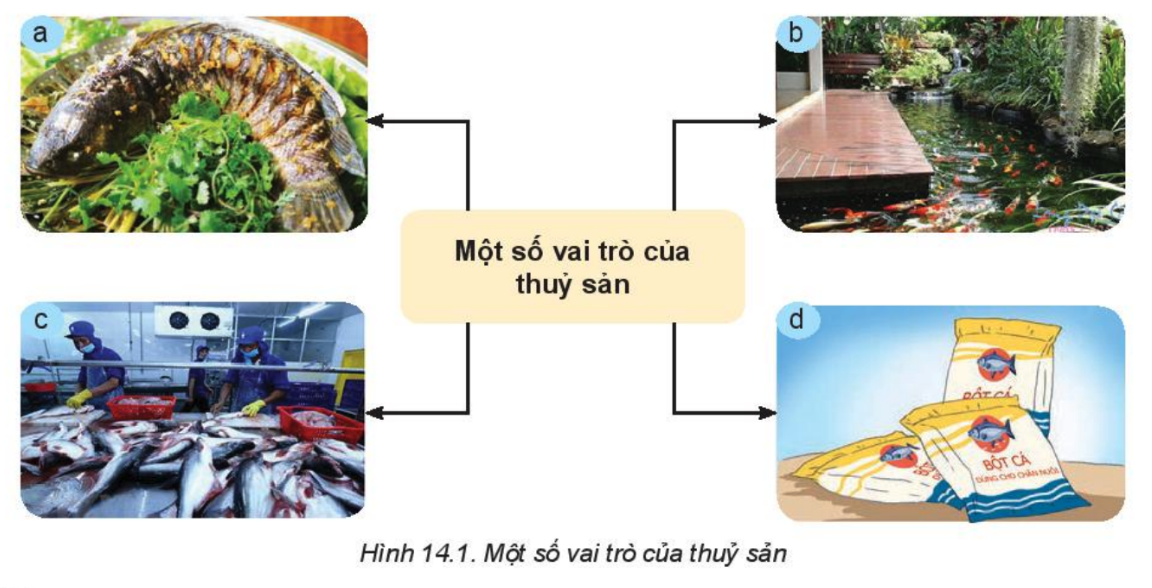 a
b
Một số vai trò của
thuỷ sản
c
d
BỘT CÁ
BỘT CÁ
DÙNG CHO CHĂN NUÔI
Hình 14.1. Một số vai trò của thuỷ sản